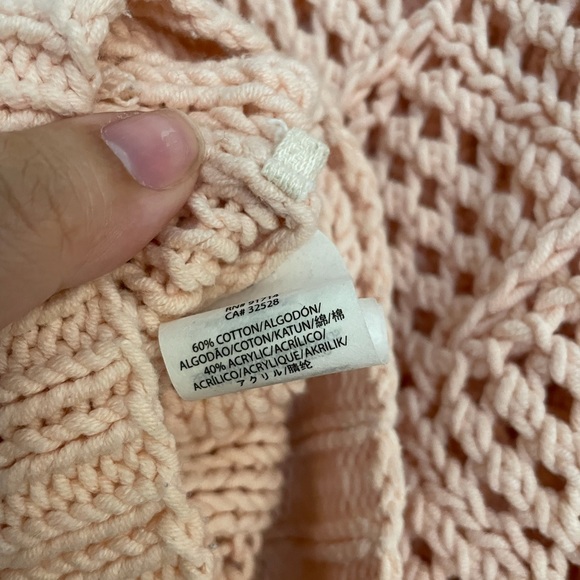 CA# 32528
60% COTTON/ALGODÓN/
ALGODÃO/COTON/KATUN/綿/棉
40% ACRYLIC/ACRÍLICO/
ACRÍLICO/ACRYLIQUE/AKRILIK/
アクリル/腈纶